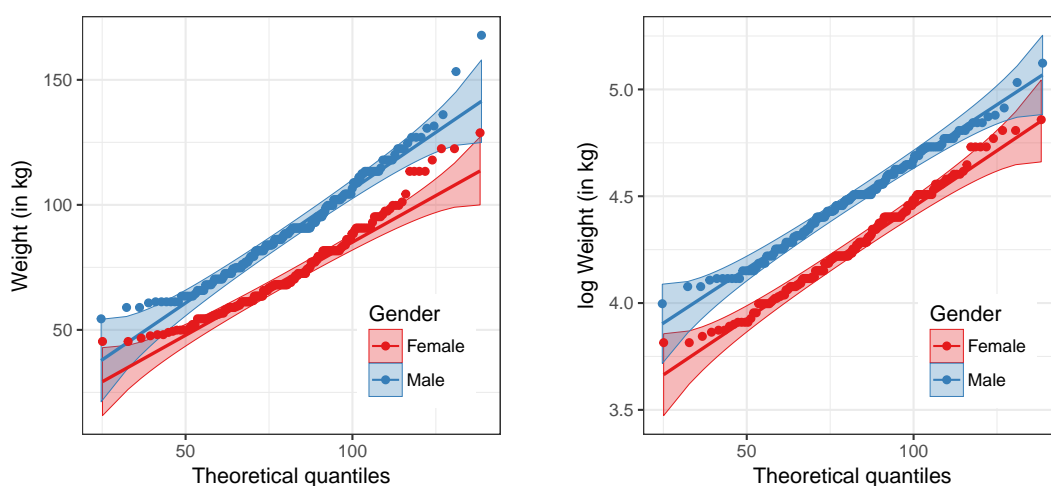 150
100
50
Weight (in kg)
50
100
Theoretical quantiles
Gender
Female
Male
5.0
4.5
4.0
3.5
log Weight (in kg)
50
100
Theoretical quantiles
Gender
Female
Male